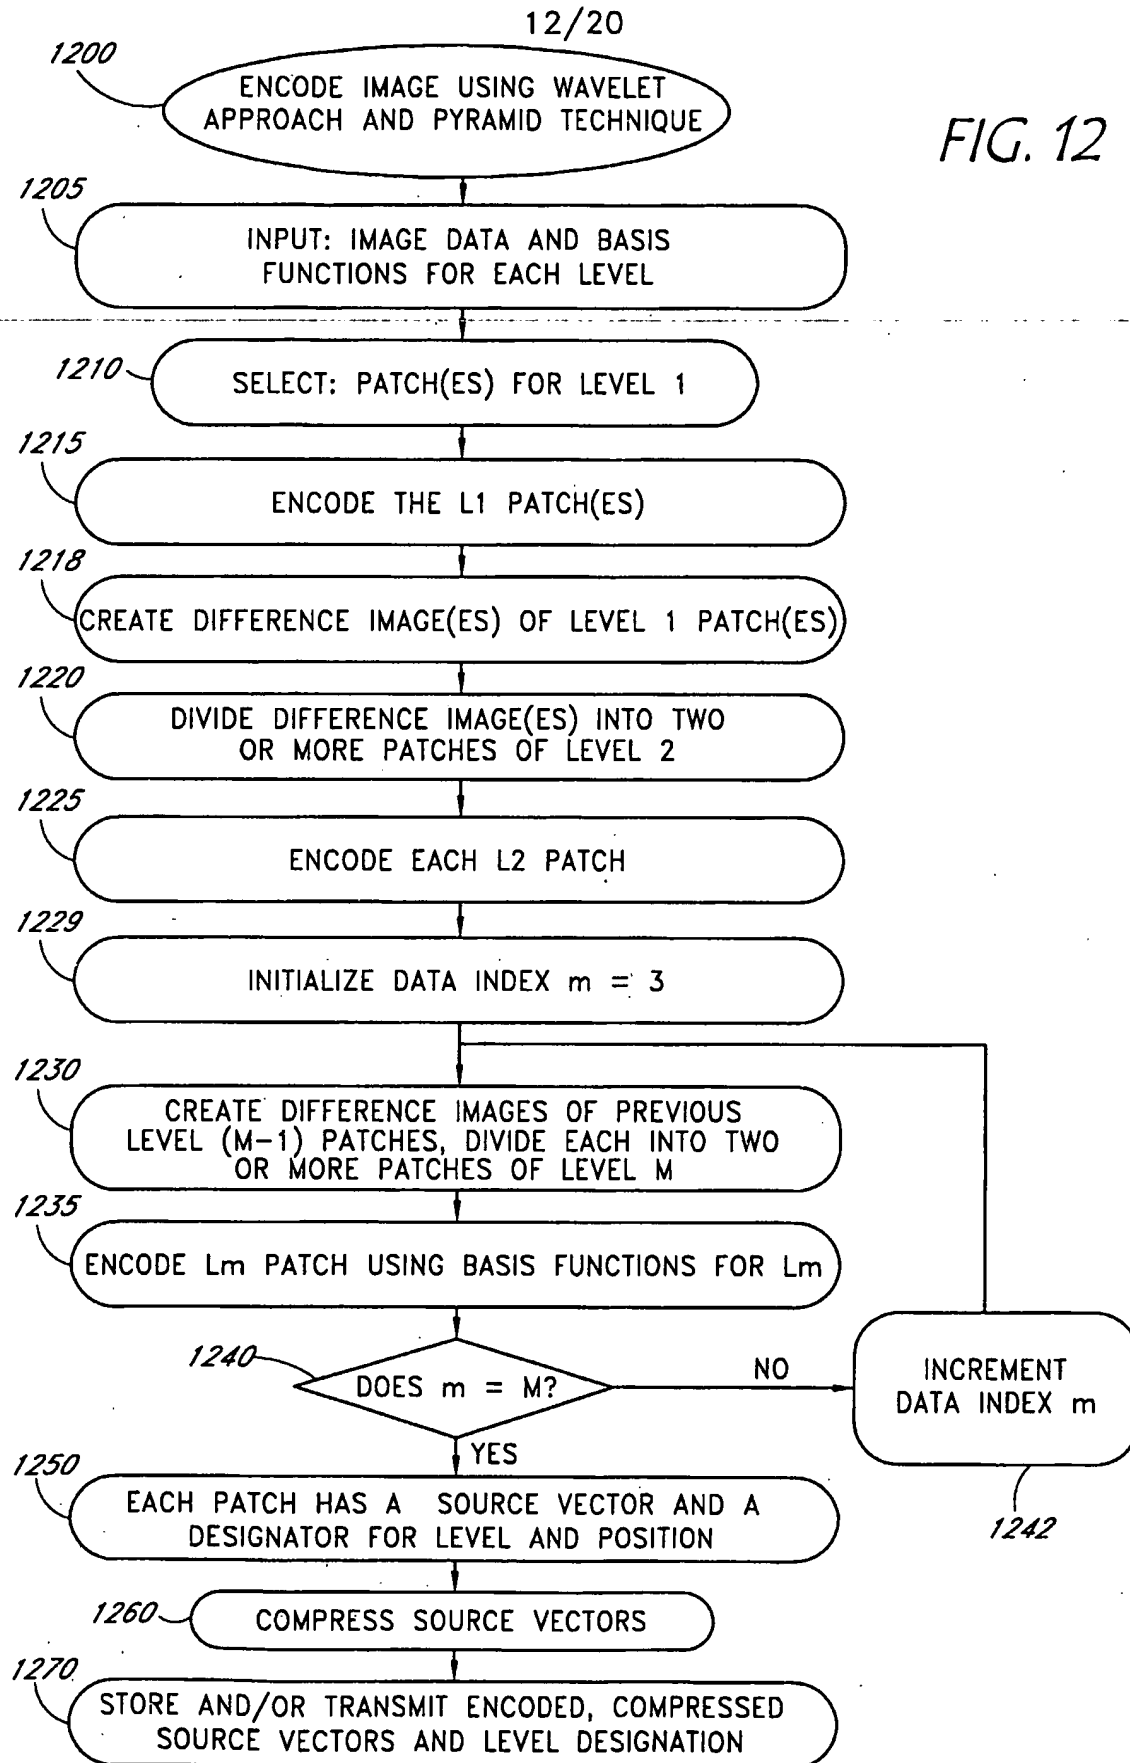 12/20
FIG. 12
1200
ENCODE IMAGE USING WAVELET
APPROACH AND PYRAMID TECHNIQUE
1205
INPUT: IMAGE DATA AND BASIS
FUNCTIONS FOR EACH LEVEL
1210
SELECT: PATCH(ES) FOR LEVEL 1
1215
ENCODE THE L1 PATCH(ES)
1218
CREATE DIFFERENCE IMAGE(ES) OF LEVEL 1 PATCH(ES)
1220
DIVIDE DIFFERENCE IMAGE(ES) INTO TWO
OR MORE PATCHES OF LEVEL 2
1225
ENCODE EACH L2 PATCH
1229
INITIALIZE DATA INDEX m = 3
1230
CREATE DIFFERENCE IMAGES OF PREVIOUS
LEVEL (M-1) PATCHES, DIVIDE EACH INTO TWO
OR MORE PATCHES OF LEVEL M
1235
ENCODE Lm PATCH USING BASIS FUNCTIONS FOR Lm
1240
DOES m = M?
NO
INCREMENT
DATA INDEX m
1242
YES
1250
EACH PATCH HAS A SOURCE VECTOR AND A
DESIGNATOR FOR LEVEL AND POSITION
1260
COMPRESS SOURCE VECTORS
1270
STORE AND/OR TRANSMIT ENCODED, COMPRESSED
SOURCE VECTORS AND LEVEL DESIGNATION